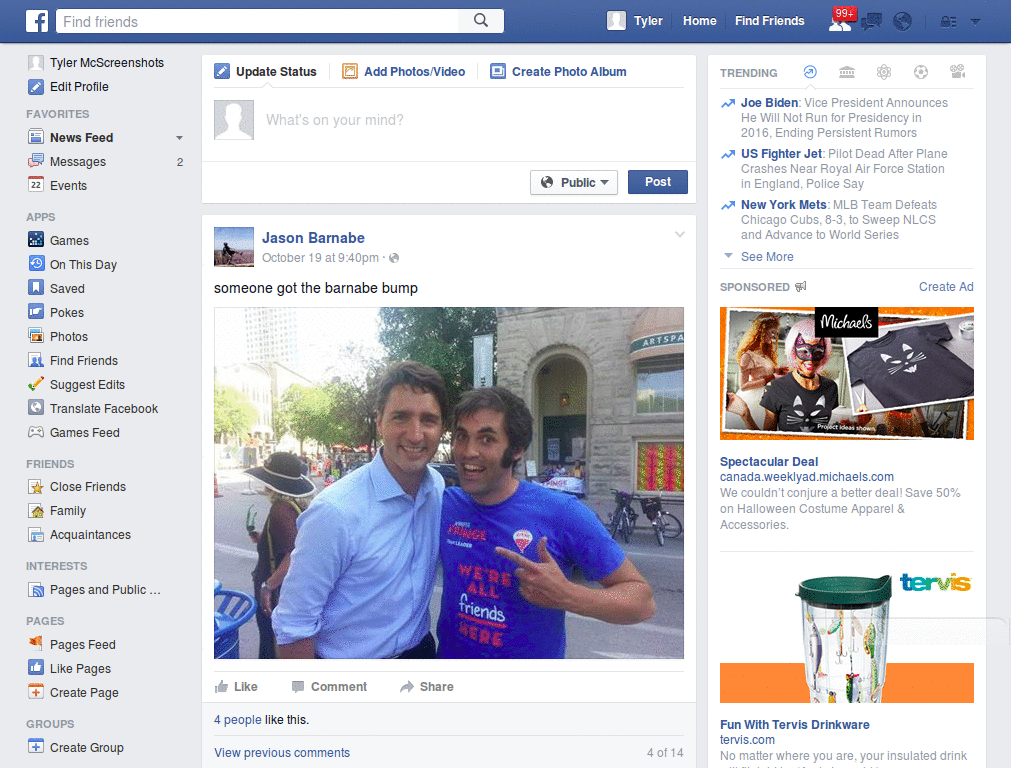 Find friends
Tyler
Home
Find Friends
99+
Tyler McScreenshots
Edit Profile
FAVORITES
News Feed
Messages 2
22 Events
APPS
Games
On This Day
Saved
Pokes
Photos
Find Friends
Suggest Edits
Translate Facebook
Games Feed
FRIENDS
Close Friends
Family
Acquaintances
INTERESTS
Pages and Public ...
PAGES
Pages Feed
Like Pages
Create Page
GROUPS
Create Group
Update Status
Add Photos/Video
Create Photo Album
What's on your mind?
Public
Post
Jason Barnabe
October 19 at 9:40pm ·
someone got the barnabe bump
ARTSPA
FRINGE
WE'RE
ALL
friends
HERE
Like Comment Share
4 people like this.
View previous comments 4 of 14
TRENDING
Joe Biden: Vice President Announces
He Will Not Run for Presidency in
2016, Ending Persistent Rumors
US Fighter Jet: Pilot Dead After Plane
Crashes Near Royal Air Force Station
in England, Police Say
New York Mets: MLB Team Defeats
Chicago Cubs, 8-3, to Sweep NLCS
and Advance to World Series
See More
SPONSORED
Create Ad
Michaels
Project ideas shown.
Spectacular Deal
canada.weeklyad.michaels.com
We couldn't conjure a better deal! Save 50%
on Halloween Costume Apparel &
Accessories.
tervis
Fun With Tervis Drinkware
tervis.com
No matter where you are, your insulated drink